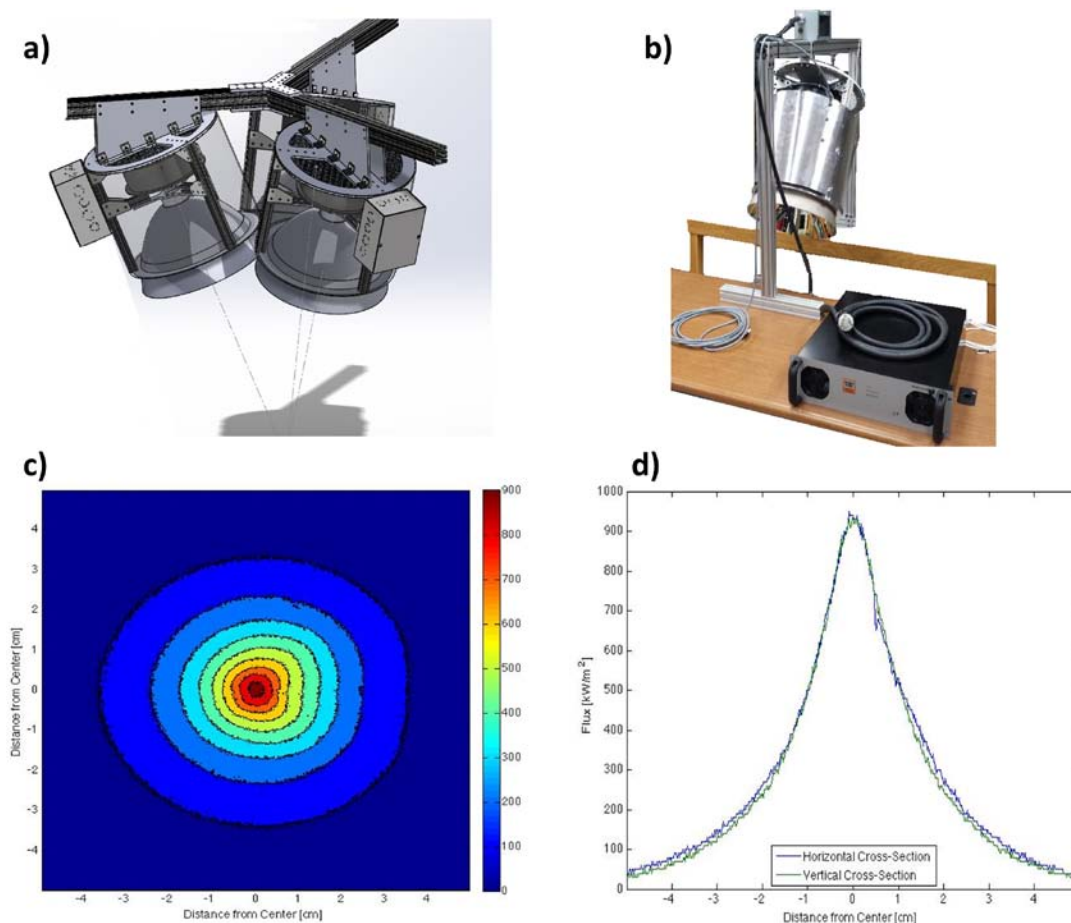 a)
b)
c)
d)
4
3
2
1
0
-1
-2
-3
-4
Distance from Center [cm]
-4 -3 -2 -1 0 1 2 3 4
Distance from Center [cm]
900
800
700
600
500
400
300
200
100
0
1000
900
800
700
600
500
400
300
200
100
0
Flux [kW/m²]
Horizontal Cross-Section
Vertical Cross-Section
-4 -3 -2 -1 0 1 2 3 4
Distance from Center [cm]